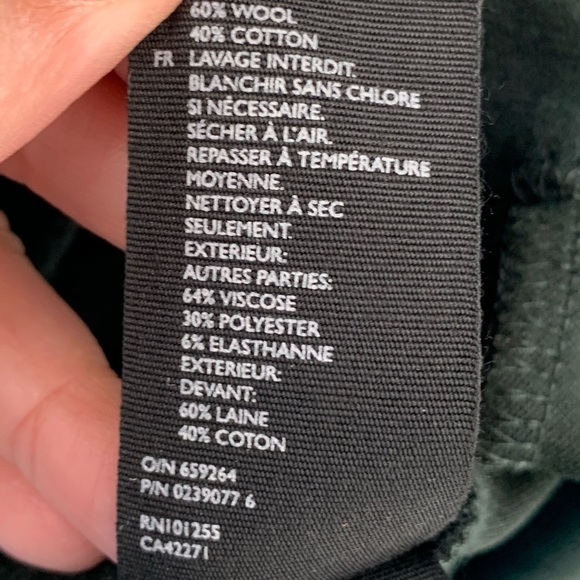 60% WOOL
40% COTTON
FR LAVAGE INTERDIT.
BLANCHIR SANS CHLORE
SI NÉCESSAIRE.
SÉCHER À L'AIR.
REPASSER À TEMPÉRATURE
MOYENNE.
NETTOYER À SEC
SEULEMENT.
EXTERIEUR:
AUTRES PARTIES:
64% VISCOSE
30% POLYESTER
6% ELASTHANNE
EXTERIEUR:
DEVANT:
60% LAINE
40% COTON
O/N 659264
P/N 0239077 6
RN101255
CA42271